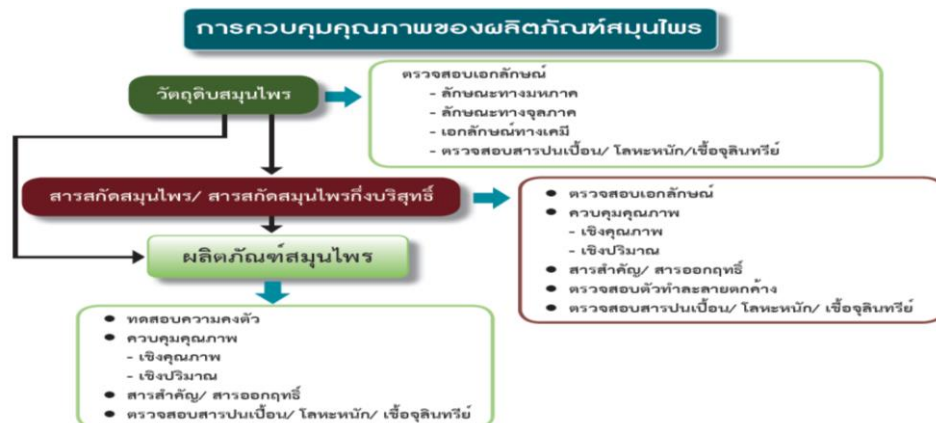 การควบคุมคุณภาพของผลิตภัณฑ์สมุนไพร
วัตถุดิบสมุนไพร
ตรวจสอบเอกลักษณ์
- ลักษณะทางมหภาค
- ลักษณะทางจุลภาค
- เอกลักษณ์ทางเคมี
- ตรวจสอบสารปนเปื้อน/ โลหะหนัก/เชื้อจุลินทรีย์
สารสกัดสมุนไพร/ สารสกัดสมุนไพรกึ่งบริสุทธิ์
● ตรวจสอบเอกลักษณ์
● ควบคุมคุณภาพ
- เชิงคุณภาพ
- เชิงปริมาณ
● สารสำคัญ/ สารออกฤทธิ์
● ตรวจสอบตัวทำละลายตกค้าง
● ตรวจสอบสารปนเปื้อน/ โลหะหนัก/ เชื้อจุลินทรีย์
ผลิตภัณฑ์สมุนไพร
● ทดสอบความคงตัว
● ควบคุมคุณภาพ
- เชิงคุณภาพ
- เชิงปริมาณ
● สารสำคัญ/ สารออกฤทธิ์
● ตรวจสอบสารปนเปื้อน/ โลหะหนัก/ เชื้อจุลินทรีย์